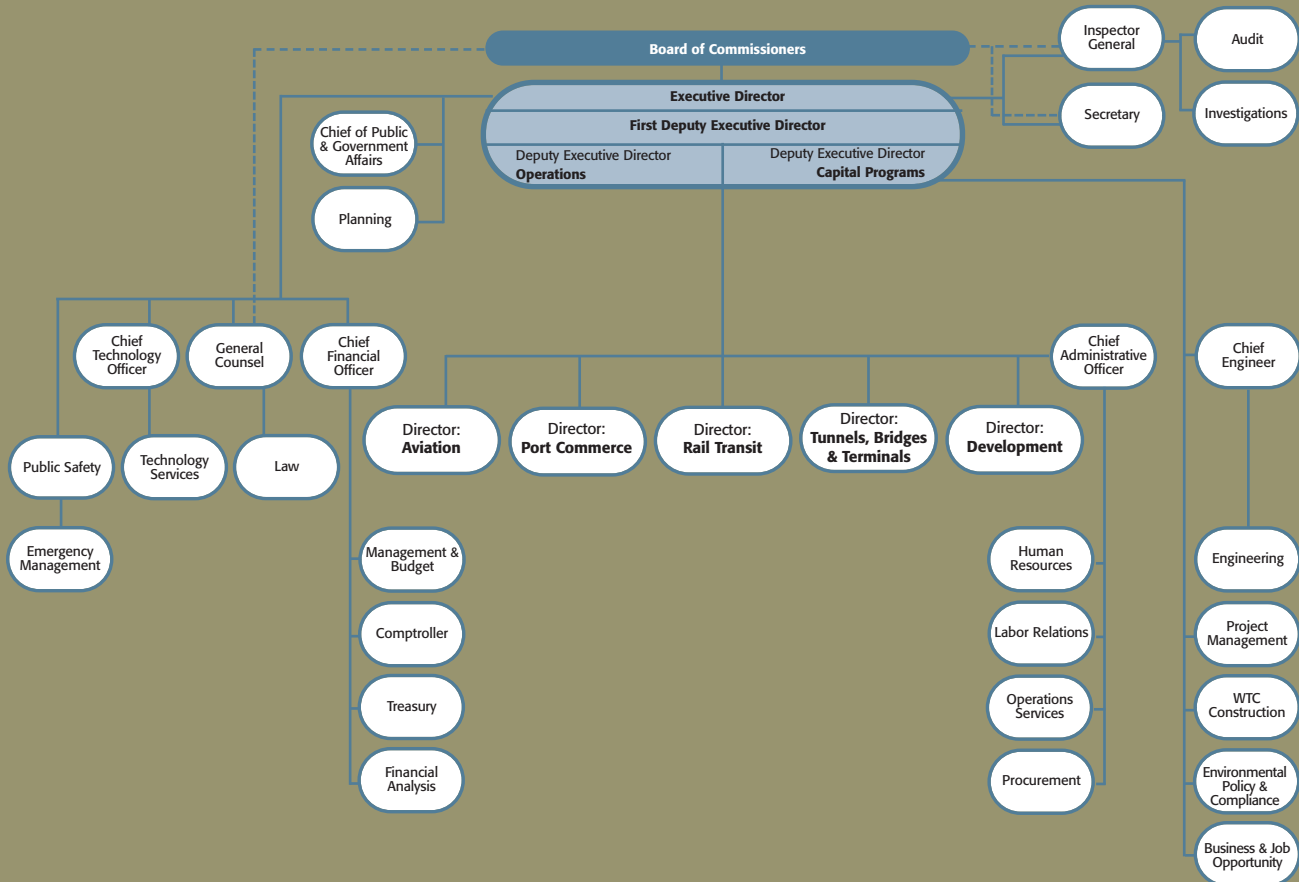 Board of Commissioners
Inspector
General
Audit
Executive Director
First Deputy Executive Director
Deputy Executive Director
Operations
Deputy Executive Director
Capital Programs
Secretary
Investigations
Chief of Public
& Government
Affairs
Planning
Chief
Technology
Officer
General
Counsel
Chief
Financial
Officer
Chief
Administrative
Officer
Chief
Engineer
Public Safety
Technology
Services
Law
Director:
Aviation
Director:
Port Commerce
Director:
Rail Transit
Director:
Tunnels, Bridges
& Terminals
Director:
Development
Emergency
Management
Management &
Budget
Comptroller
Treasury
Financial
Analysis
Human
Resources
Labor Relations
Operations
Services
Procurement
Engineering
Project
Management
WTC
Construction
Environmental
Policy &
Compliance
Business & Job
Opportunity